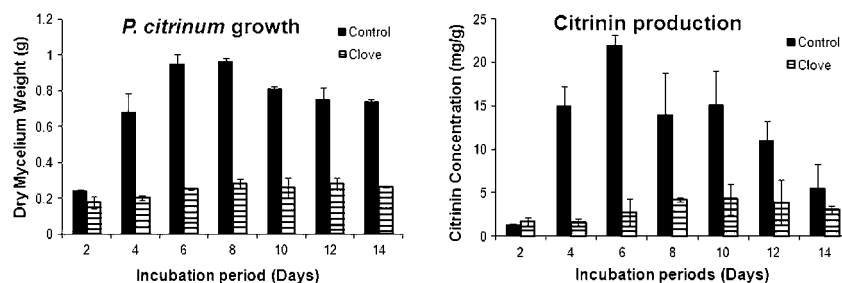 P. citrinum growth
Control
Clove
Dry Mycelium Weight (g)
1.2
1
0.8
0.6
0.4
0.2
0
2 4 6 8 10 12 14
Incubation period (Days)
Citrinin production
Control
Clove
Citrinin Concentration (mg/g)
25
20
15
10
5
0
2 4 6 8 10 12 14
Incubation periods (Days)